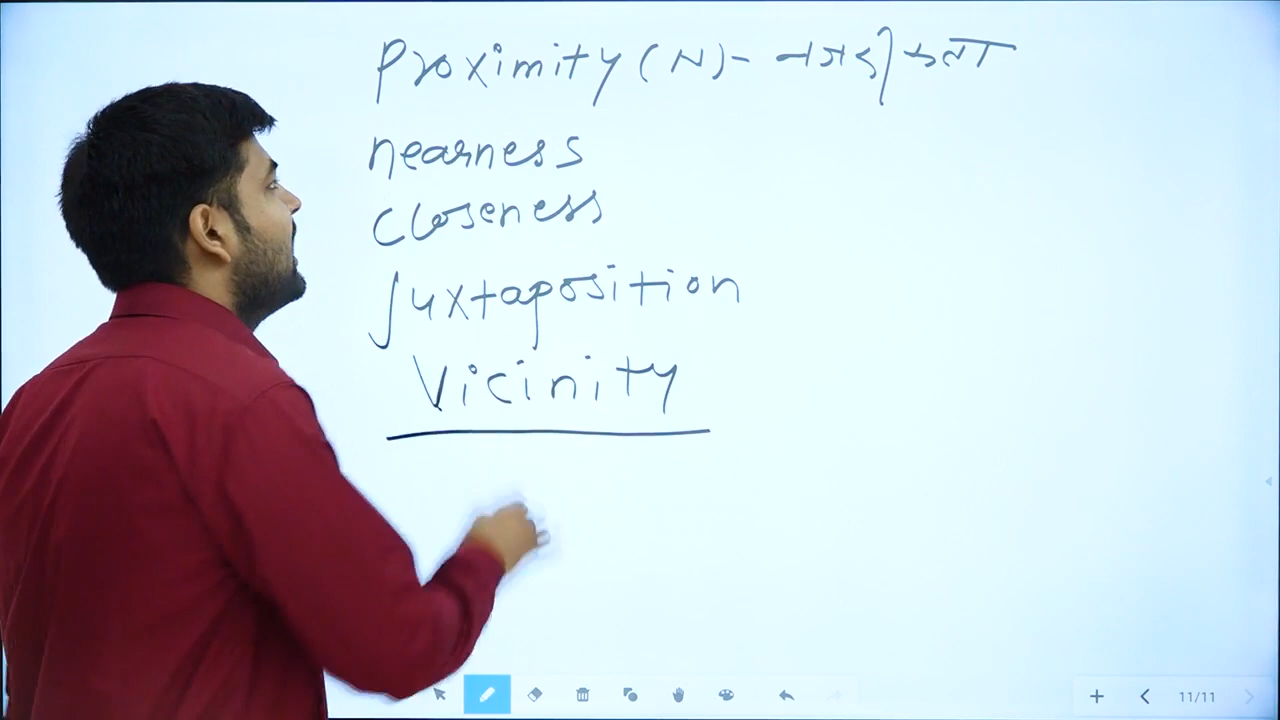 Proximity (N) - नजदीकता
nearness
closeness
Juxtaposition
Vicinity
11/11